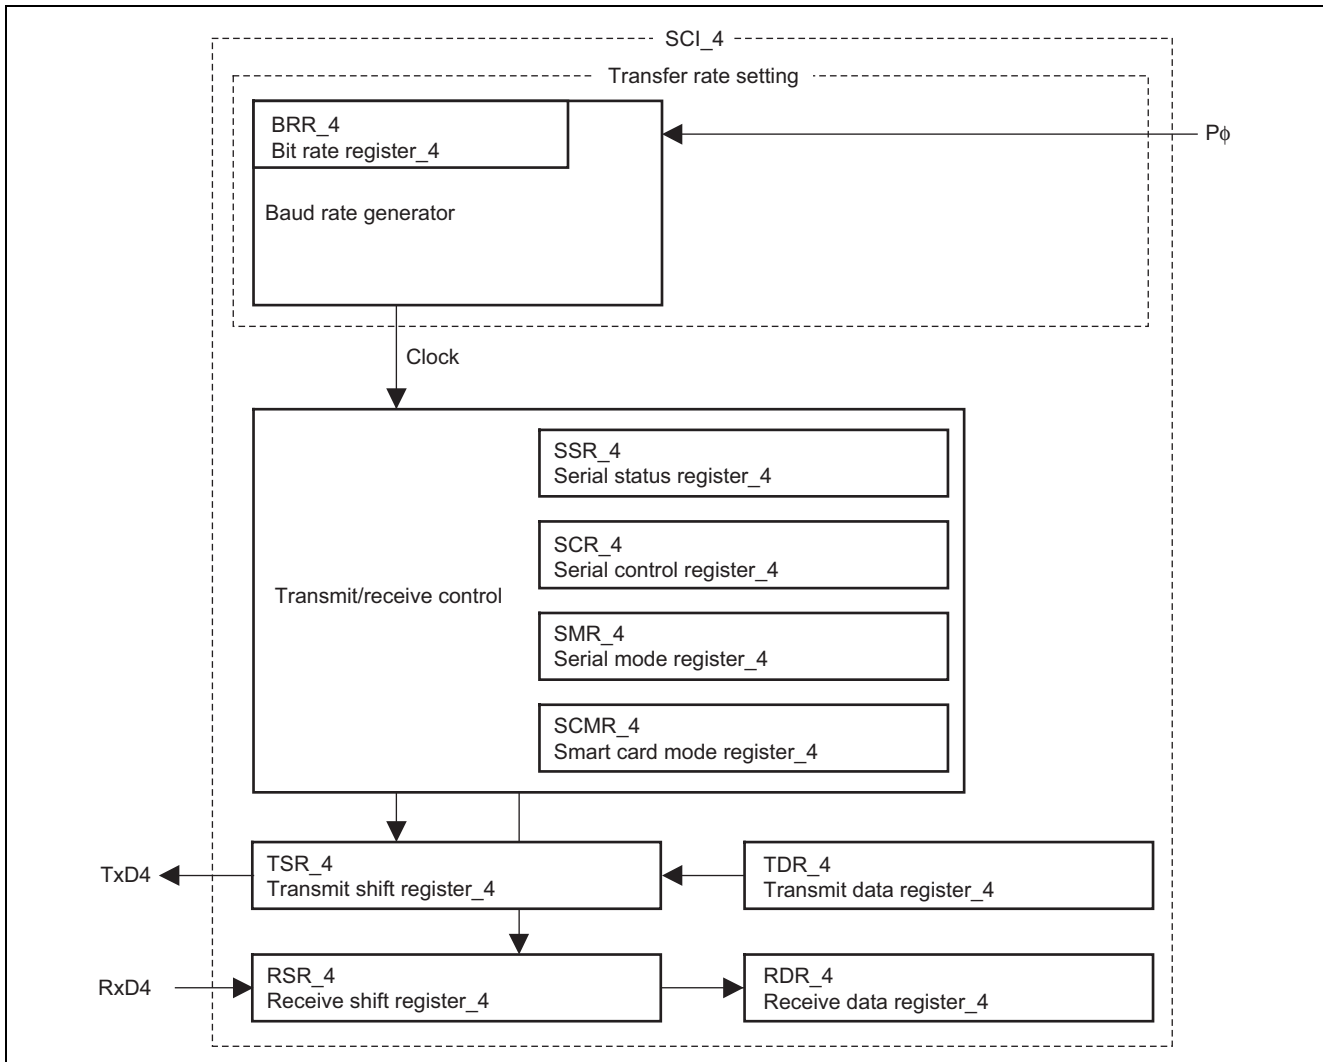 SCI_4
Transfer rate setting
BRR_4
Bit rate register_4
Pϕ
Baud rate generator
Clock
SSR_4
Serial status register_4
SCR_4
Serial control register_4
Transmit/receive control
SMR_4
Serial mode register_4
SCMR_4
Smart card mode register_4
TxD4
TSR_4
Transmit shift register_4
TDR_4
Transmit data register_4
RxD4
RSR_4
Receive shift register_4
RDR_4
Receive data register_4